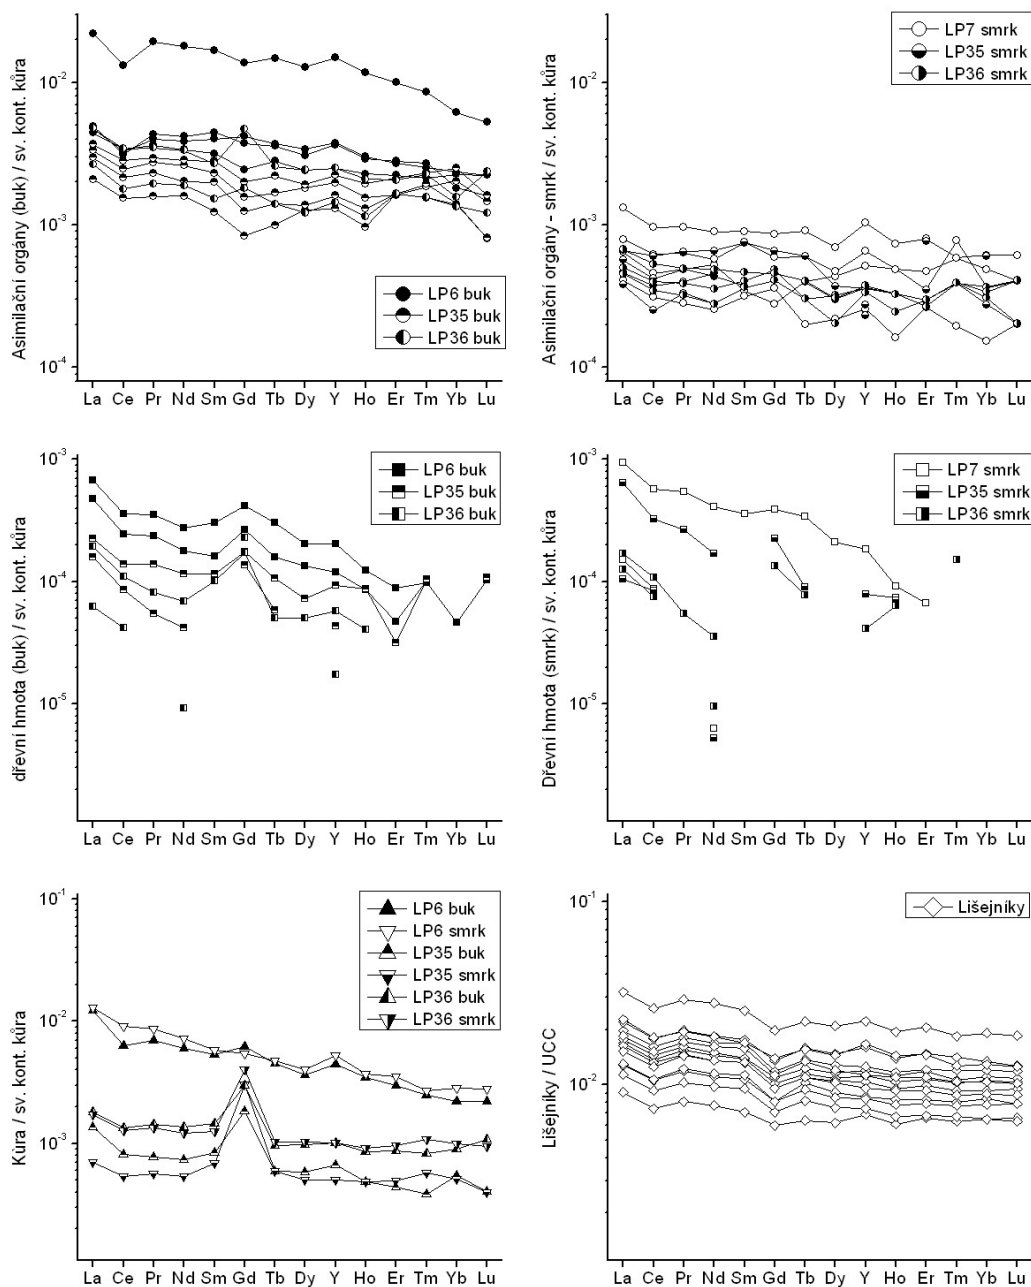 Asimilační orgány (buk) / sv. kont. kůra
10^-2
10^-3
10^-4
LP6 buk
LP35 buk
LP36 buk
La Ce Pr Nd Sm Gd Tb Dy Y Ho Er Tm Yb Lu
Asimilační orgány - smrk / sv. kont. kůra
10^-2
10^-3
10^-4
LP7 smrk
LP35 smrk
LP36 smrk
La Ce Pr Nd Sm Gd Tb Dy Y Ho Er Tm Yb Lu
dřevní hmota (buk) / sv. kont. kůra
10^-3
10^-4
10^-5
LP6 buk
LP35 buk
LP36 buk
La Ce Pr Nd Sm Gd Tb Dy Y Ho Er Tm Yb Lu
Dřevní hmota (smrk) / sv. kont. kůra
10^-3
10^-4
10^-5
LP7 smrk
LP35 smrk
LP36 smrk
La Ce Pr Nd Sm Gd Tb Dy Y Ho Er Tm Yb Lu
Kůra / sv. kont. kůra
10^-1
10^-2
10^-3
LP6 buk
LP6 smrk
LP35 buk
LP35 smrk
LP36 buk
LP36 smrk
La Ce Pr Nd Sm Gd Tb Dy Y Ho Er Tm Yb Lu
Lišejníky / UCC
10^-1
10^-2
Lišejníky
La Ce Pr Nd Sm Gd Tb Dy Y Ho Er Tm Yb Lu